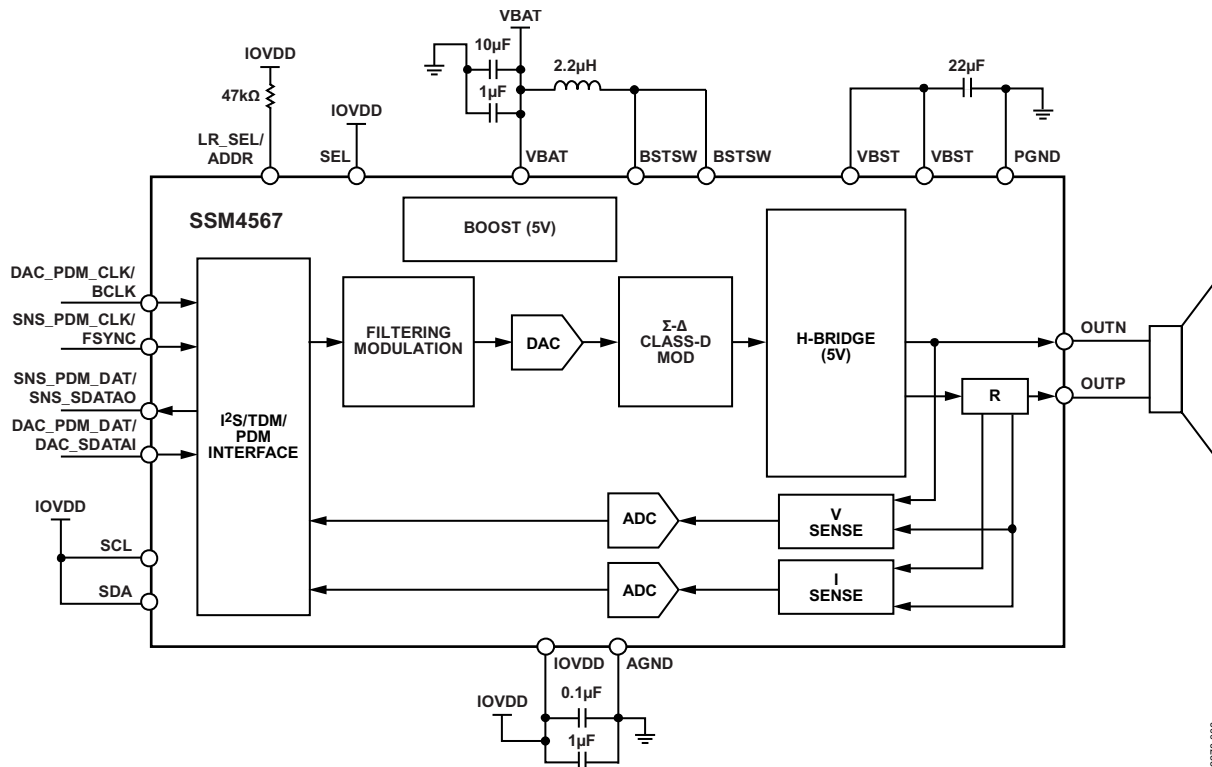 VBAT
IOVDD
10µF
2.2µH
22µF
47kΩ
1µF
IOVDD
LR_SEL/
ADDR
SEL
VBAT
BSTSW
BSTSW
VBST
VBST
PGND
SSM4567
BOOST (5V)
DAC_PDM_CLK/
BCLK
SNS_PDM_CLK/
FSYNC
SNS_PDM_DAT/
SNS_SDATAO
DAC_PDM_DAT/
DAC_SDATAI
I²S/TDM/
PDM
INTERFACE
FILTERING
MODULATION
DAC
Σ-Δ
CLASS-D
MOD
H-BRIDGE
(5V)
OUTN
OUTP
R
IOVDD
SCL
SDA
ADC
V
SENSE
ADC
I
SENSE
IOVDD
AGND
IOVDD
0.1µF
1µF